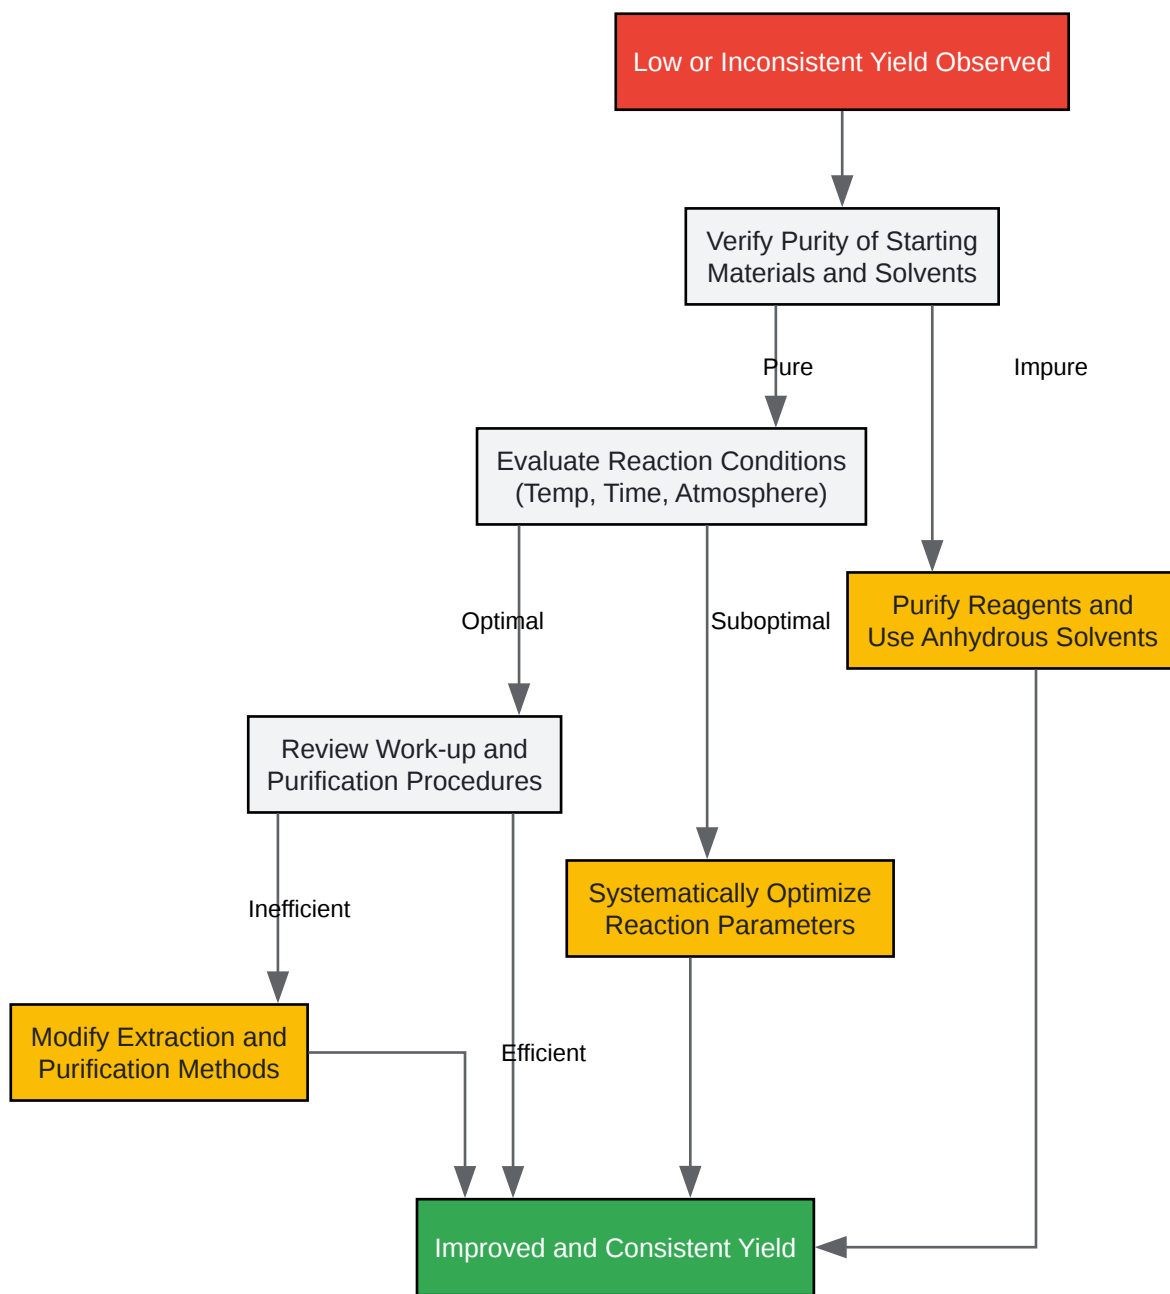 Low or Inconsistent Yield Observed
Verify Purity of Starting
Materials and Solvents
Pure
Impure
Evaluate Reaction Conditions
(Temp, Time, Atmosphere)
Optimal
Suboptimal
Purify Reagents and
Use Anhydrous Solvents
Review Work-up and
Purification Procedures
Inefficient
Systematically Optimize
Reaction Parameters
Modify Extraction and
Purification Methods
Efficient
Improved and Consistent Yield